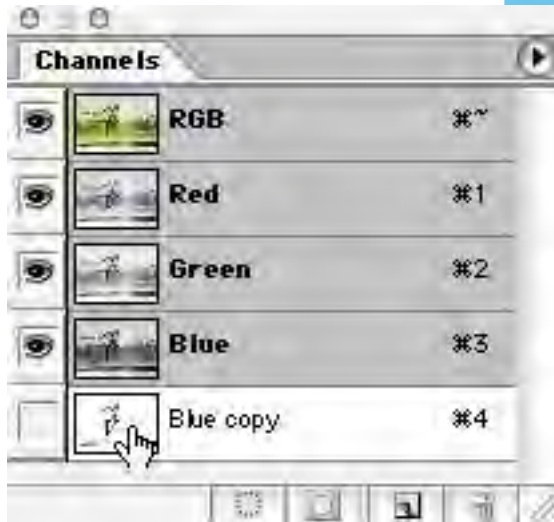 Channels
RGB ⌘~
Red ⌘1
Green ⌘2
Blue ⌘3
Blue copy ⌘4